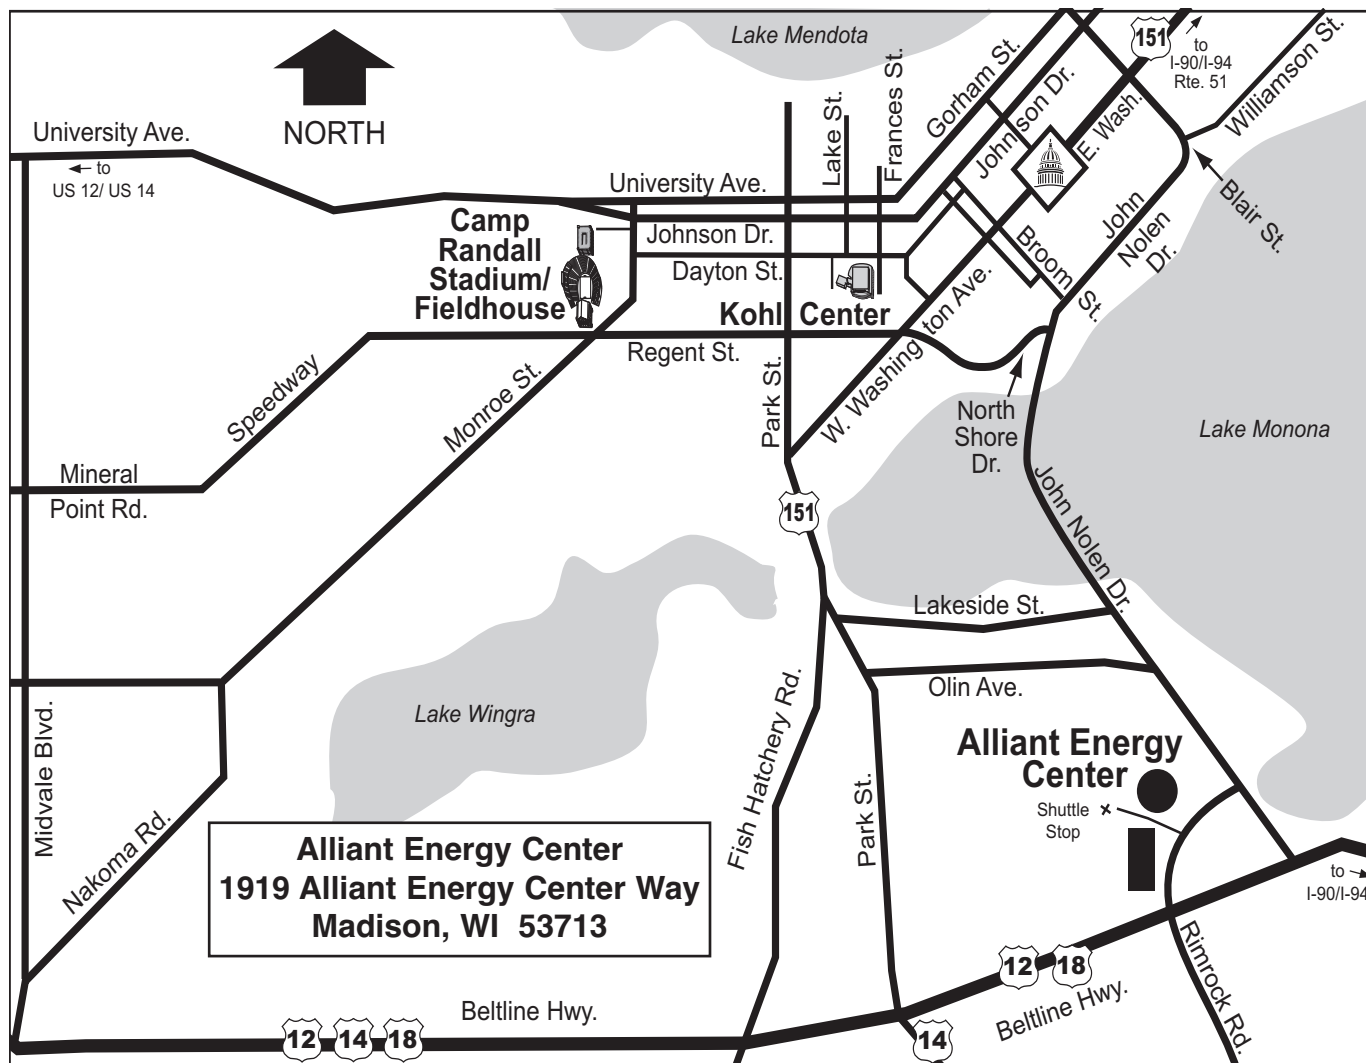 Lake Mendota
151
to
I-90/I-94
Rte. 51
Williamson St.
NORTH
University Ave.
to
US 12/ US 14
Lake St.
Frances St.
Gorham St.
Johnson Dr.
E. Wash.
Blair St.
John
Nolen
Dr.
University Ave.
Camp
Randall
Stadium/
Fieldhouse
Johnson Dr.
Dayton St.
Broom St.
Kohl Center
Regent St.
Park St.
W. Washington Ave.
North
Shore
Dr.
Lake Monona
Speedway
Monroe St.
Mineral
Point Rd.
151
John Nolen Dr.
Lakeside St.
Olin Ave.
Lake Wingra
Fish Hatchery Rd.
Midvale Blvd.
Nakoma Rd.
Park St.
Alliant Energy
Center
Shuttle
Stop
Alliant Energy Center
1919 Alliant Energy Center Way
Madison, WI 53713
to
I-90/I-94
12
18
Rimrock Rd.
Beltline Hwy.
Beltline Hwy.
12
14
18
14